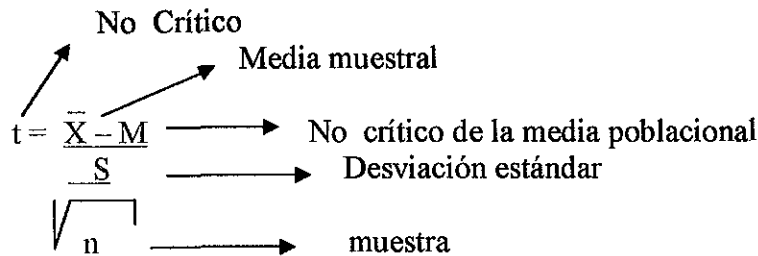 No Crítico
Media muestral
t = X̄ – M No crítico de la media poblacional
S Desviación estándar
√n muestra